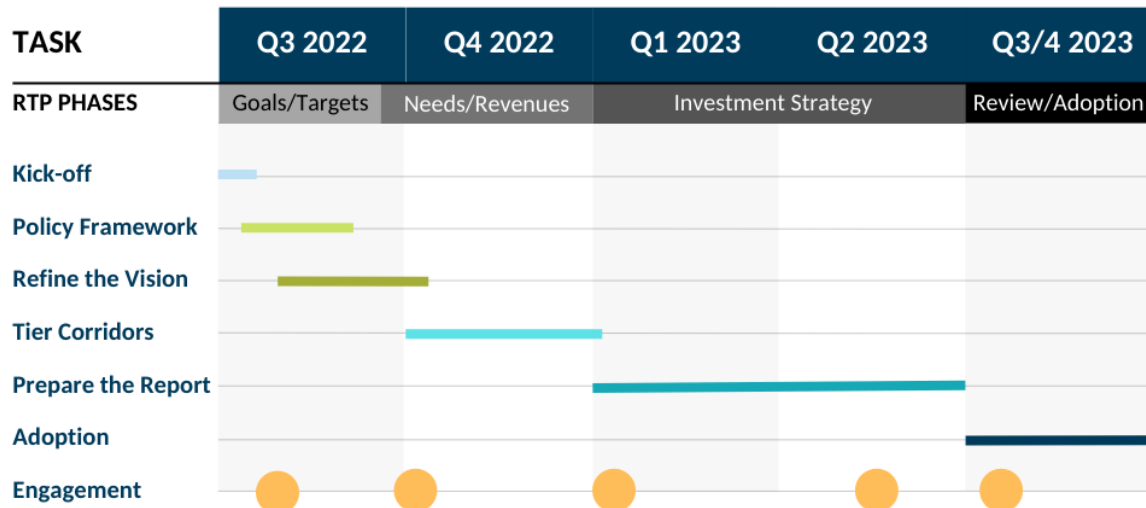 TASK Q3 2022 Q4 2022 Q1 2023 Q2 2023 Q3/4 2023
RTP PHASES Goals/Targets Needs/Revenues Investment Strategy Review/Adoption
Kick-off
Policy Framework
Refine the Vision
Tier Corridors
Prepare the Report
Adoption
Engagement